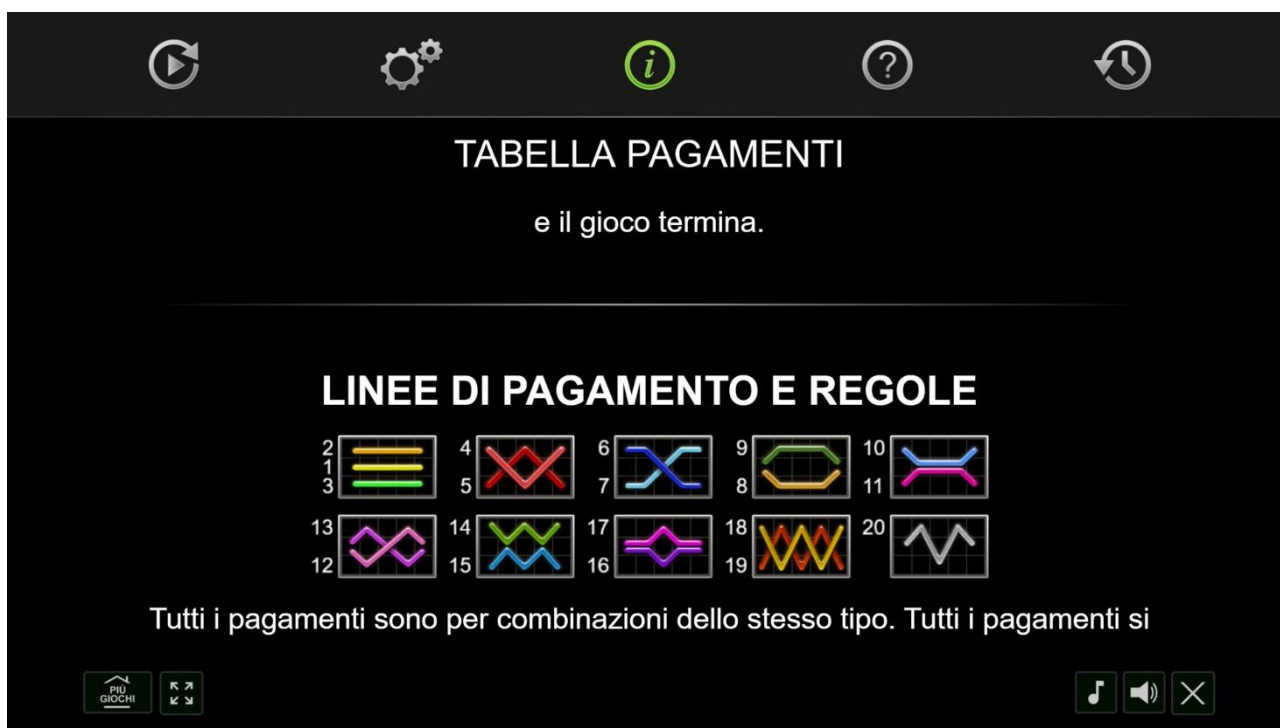 TABELLA PAGAMENTI
e il gioco termina.
LINEE DI PAGAMENTO E REGOLE
2 4 6 9 10
1
3 5 7 8 11
13 14 17 18 20
12 15 16 19
Tutti i pagamenti sono per combinazioni dello stesso tipo. Tutti i pagamenti si
PIÙ
GIOCHI